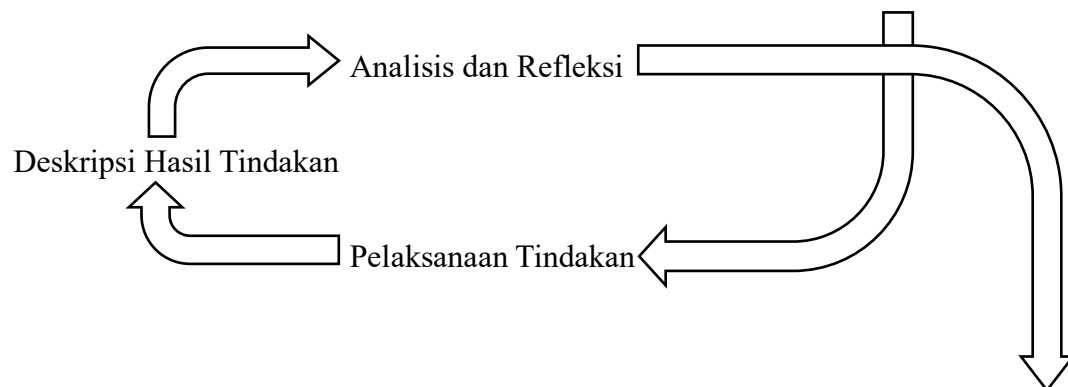 Analisis dan Refleksi
Deskripsi Hasil Tindakan
Pelaksanaan Tindakan